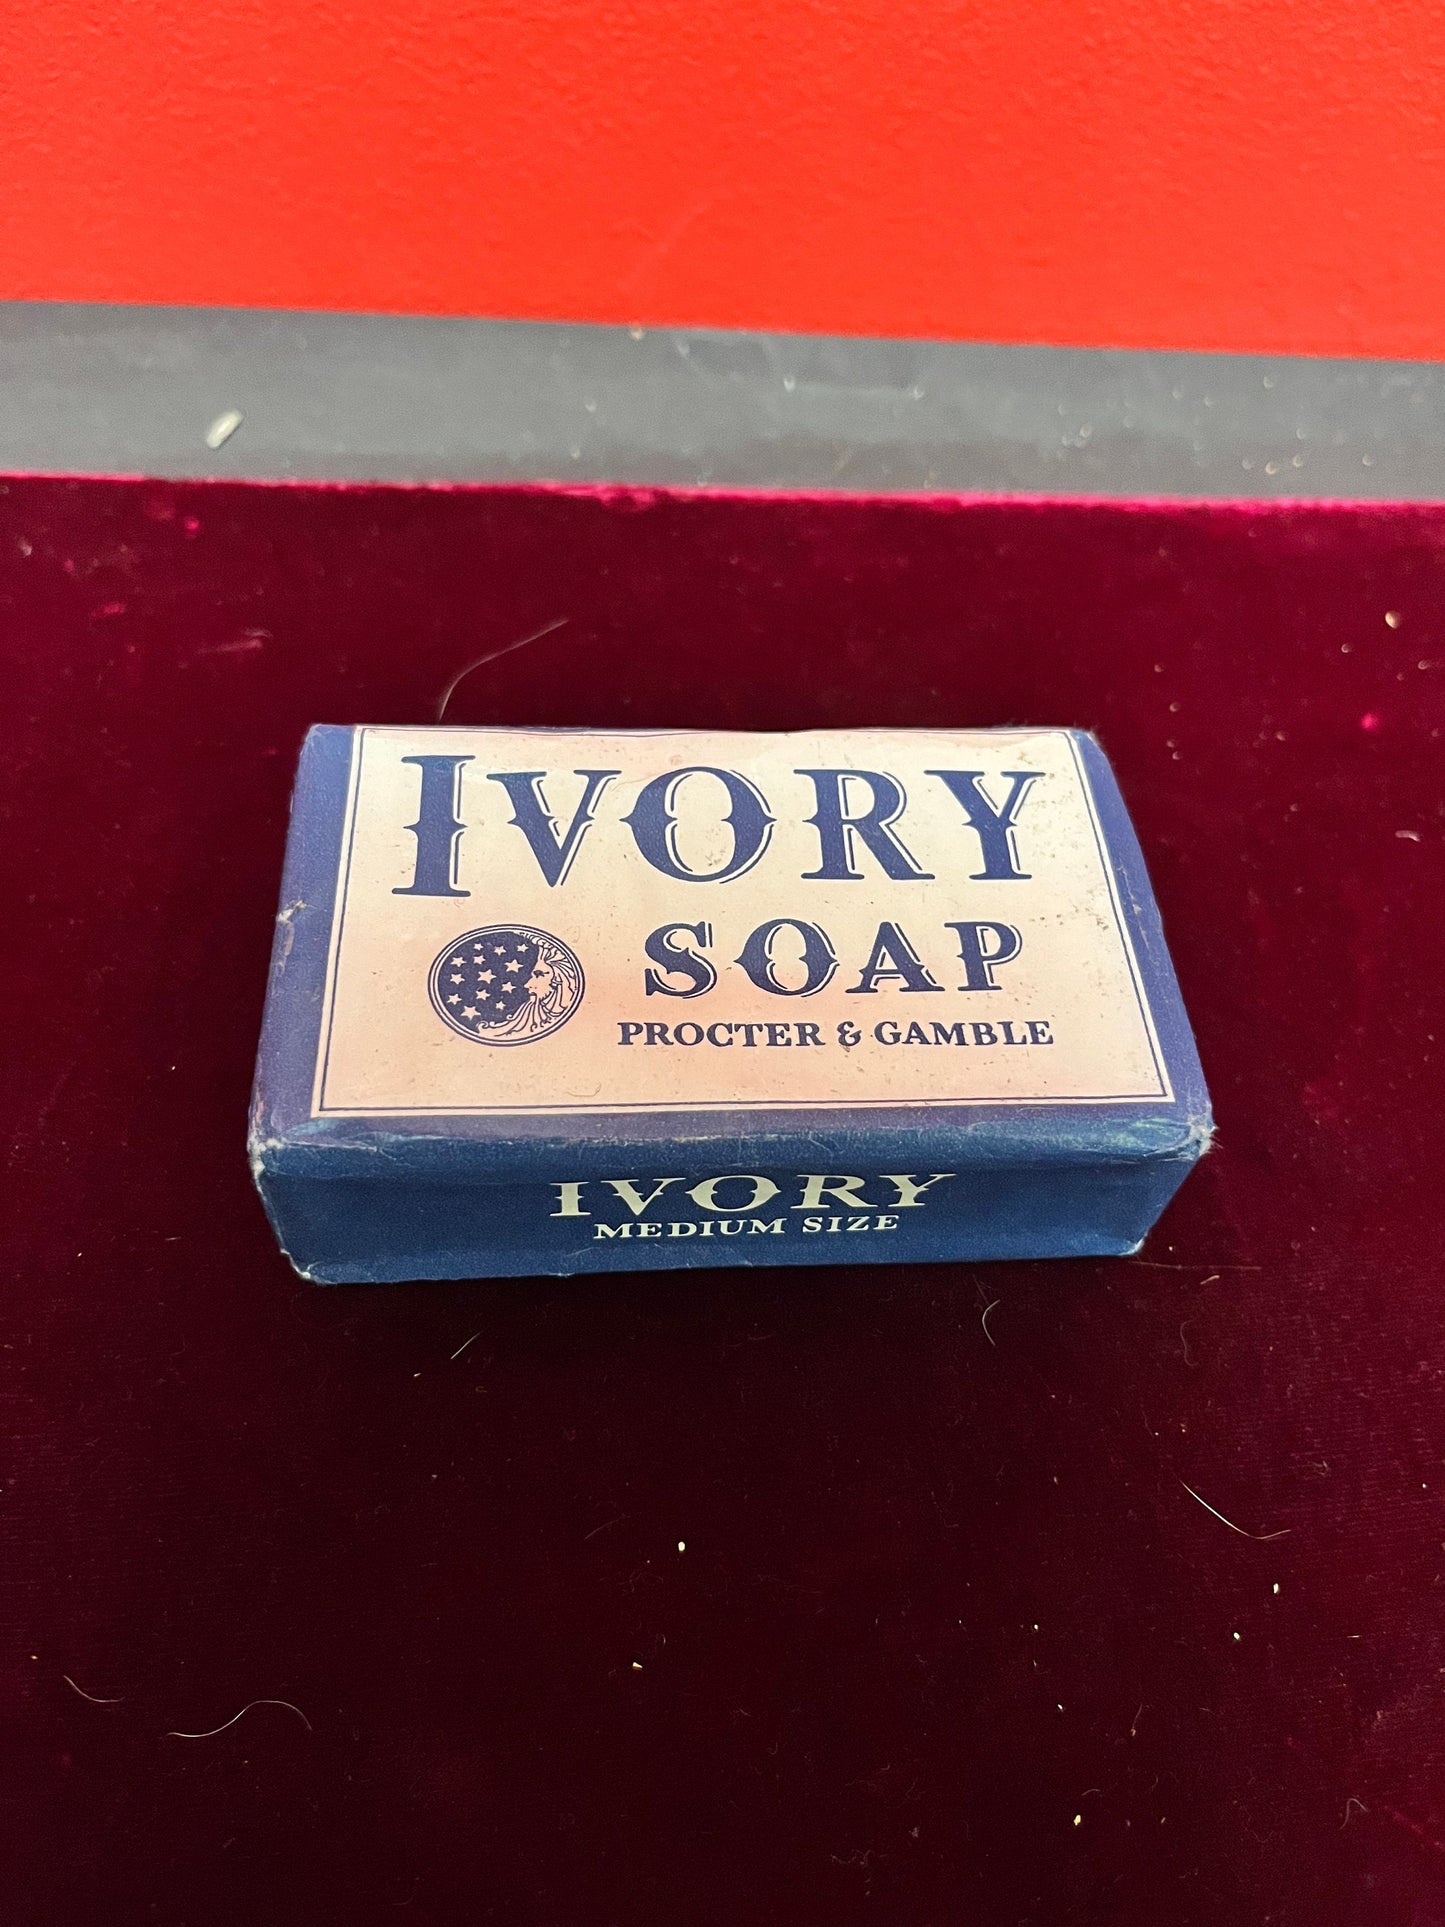 IVORY
SOAP
PROCTER & GAMBLE
IVORY
MEDIUM SIZE